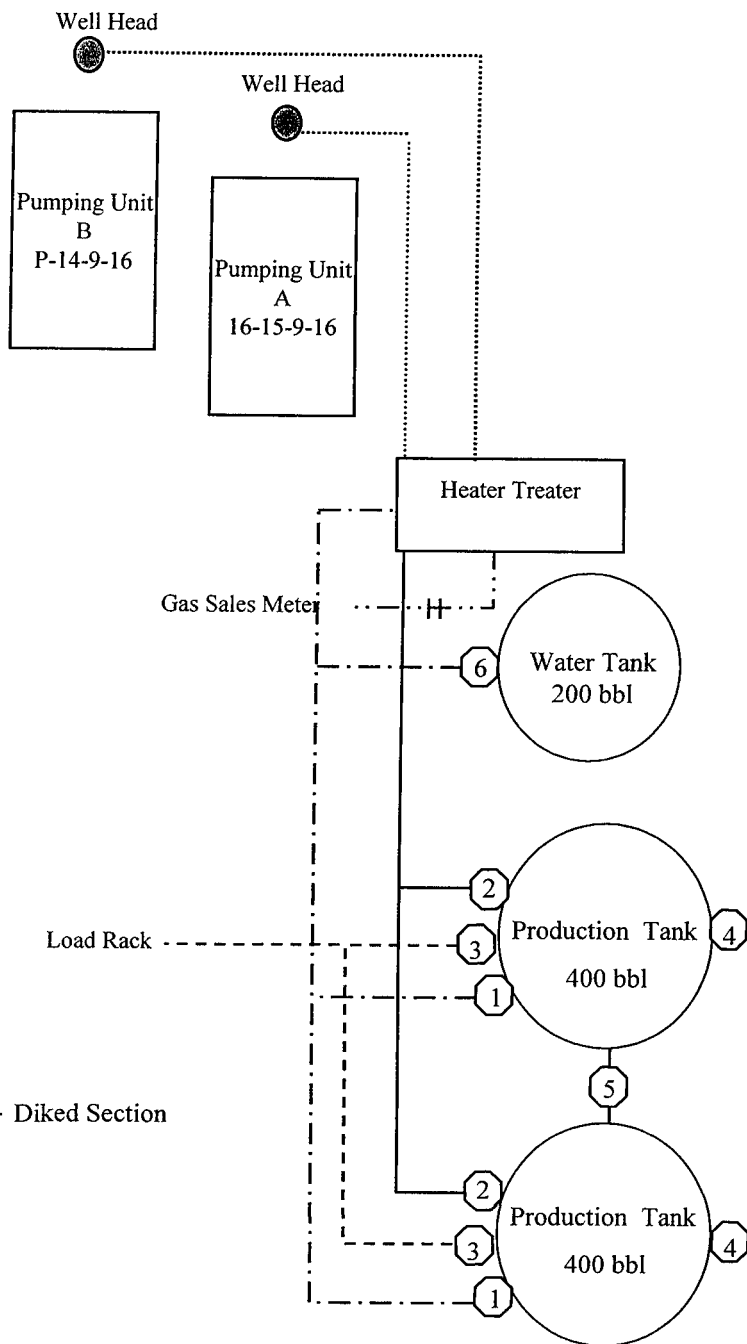 Well Head
Well Head
Pumping Unit
B
P-14-9-16
Pumping Unit
A
16-15-9-16
Heater Treater
Gas Sales Meter
6
Water Tank
200 bbl
2
Load Rack
3
Production Tank
4
400 bbl
1
5
Diked Section
2
Production Tank
3
4
400 bbl
1